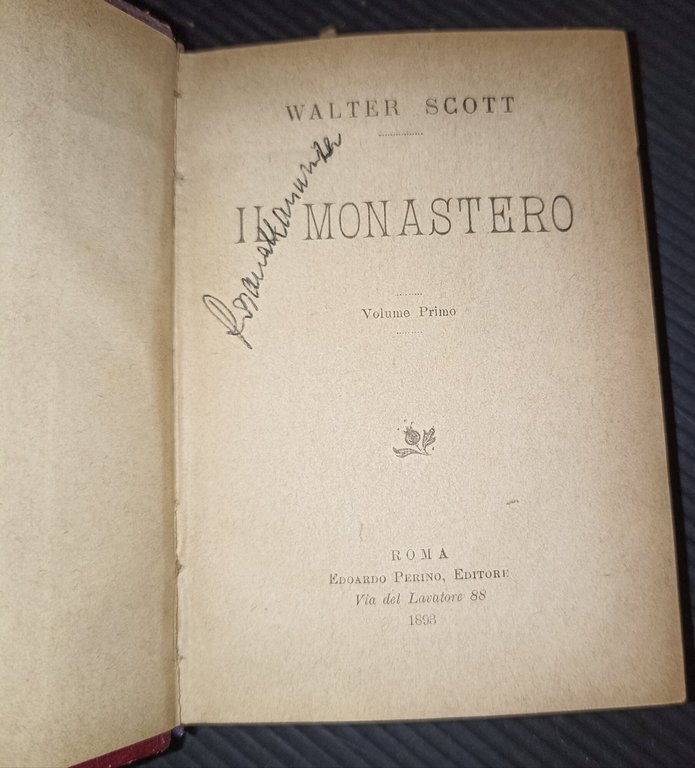 WALTER SCOTT
IL MONASTERO
Volume Primo
ROMA
EDOARDO PERINO, EDITORE
Via del Lavatore 88
1893